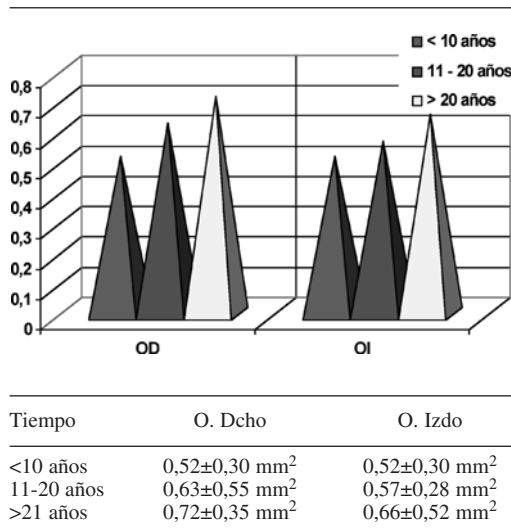 < 10 años
11 - 20 años
> 20 años
0,8
0,7
0,6
0,5
0,4
0,3
0,2
0,1
0
OD OI
Tiempo O. Dcho O. Izdo
<10 años 0,52±0,30 mm² 0,52±0,30 mm²
11-20 años 0,63±0,55 mm² 0,57±0,28 mm²
>21 años 0,72±0,35 mm² 0,66±0,52 mm²